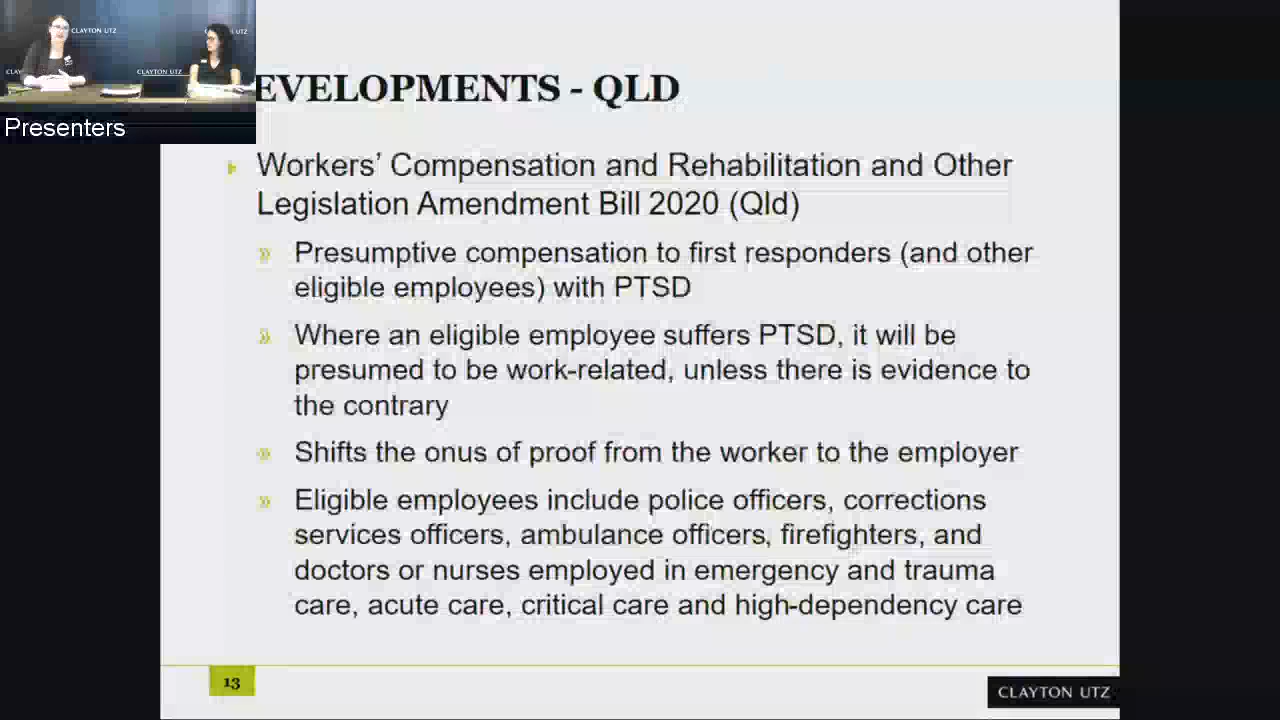 CLAYTON UTZ
CLAYTON UTZ
Presenters
EVELOPMENTS - QLD
Workers' Compensation and Rehabilitation and Other
Legislation Amendment Bill 2020 (Qld)
» Presumptive compensation to first responders (and other
eligible employees) with PTSD
» Where an eligible employee suffers PTSD, it will be
presumed to be work-related, unless there is evidence to
the contrary
» Shifts the onus of proof from the worker to the employer
» Eligible employees include police officers, corrections
services officers, ambulance officers, firefighters, and
doctors or nurses employed in emergency and trauma
care, acute care, critical care and high-dependency care
13
CLAYTON UTZ